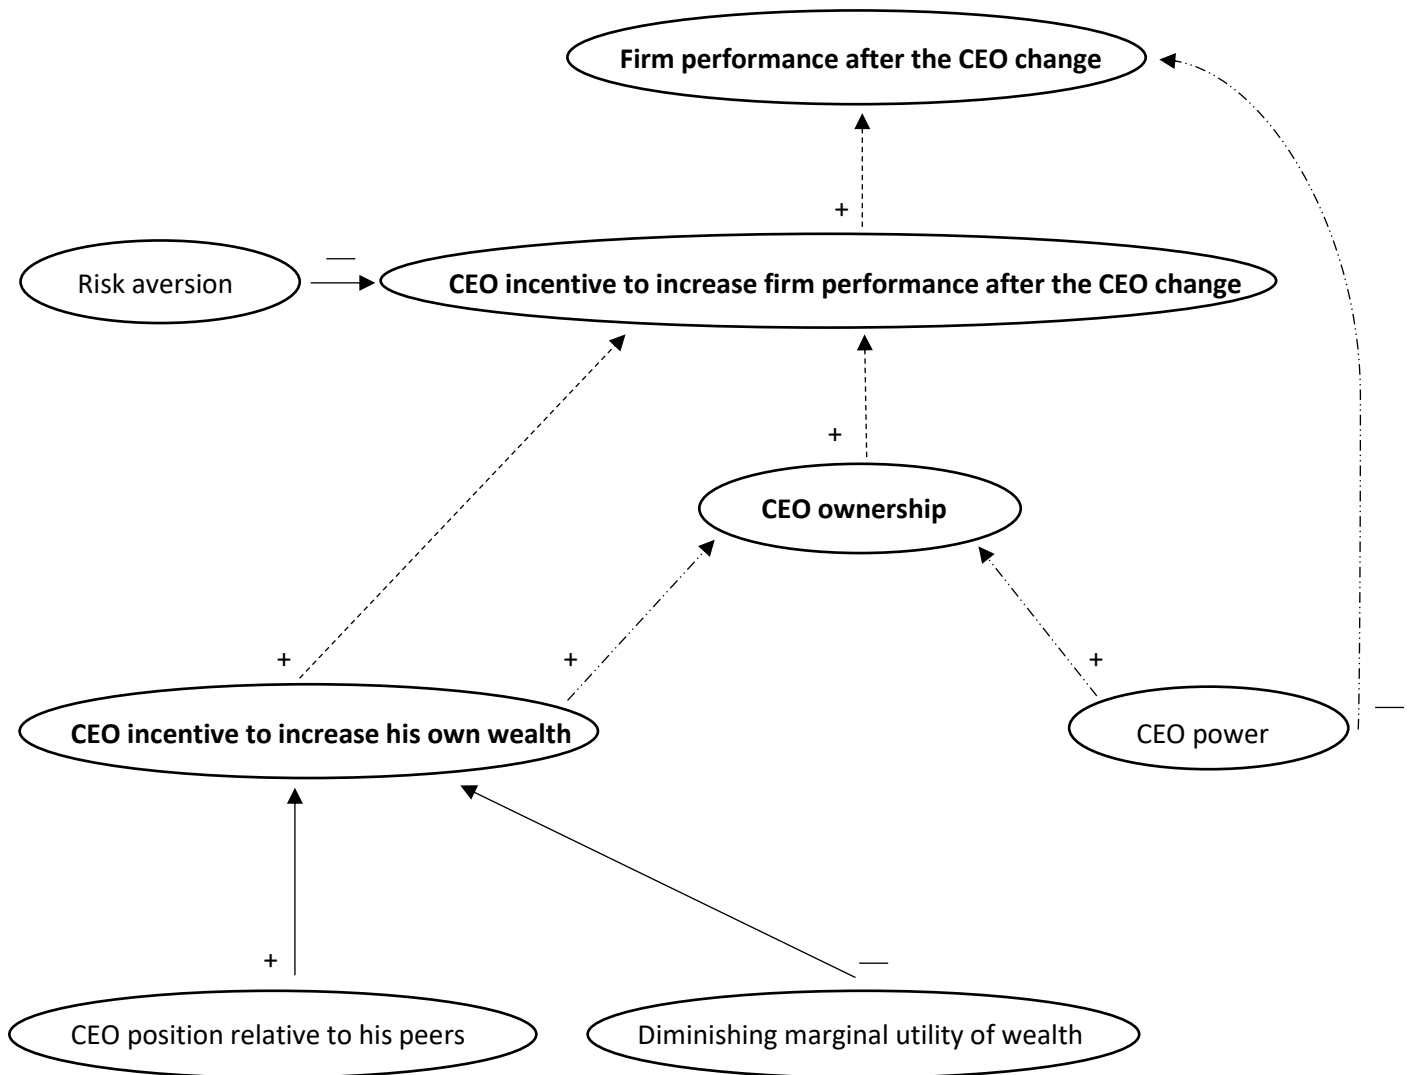 Firm performance after the CEO change
+
—
Risk aversion
CEO incentive to increase firm performance after the CEO change
+
CEO ownership
+
+
+
—
CEO incentive to increase his own wealth
CEO power
+
—
CEO position relative to his peers
Diminishing marginal utility of wealth